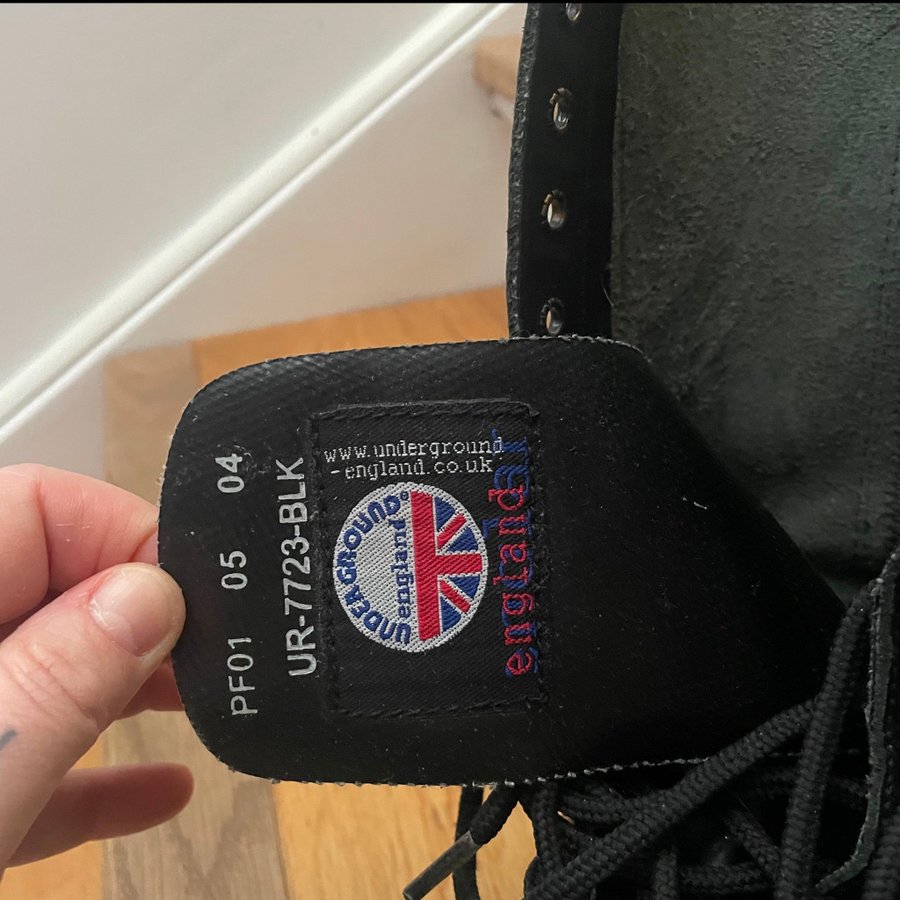 www.underground
-england.co.uk
UNDERGROUND®
england
england
UR-7723-BLK
PF01 05 04